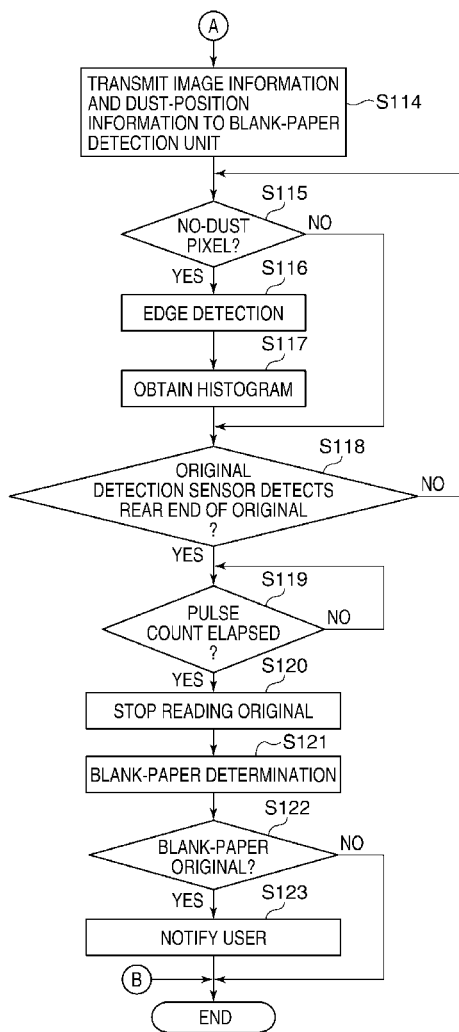 A
TRANSMIT IMAGE INFORMATION
AND DUST-POSITION
INFORMATION TO BLANK-PAPER
DETECTION UNIT
S114
S115
NO-DUST
PIXEL?
NO
YES
S116
EDGE DETECTION
S117
OBTAIN HISTOGRAM
S118
ORIGINAL
DETECTION SENSOR DETECTS
REAR END OF ORIGINAL
?
NO
YES
S119
PULSE
COUNT ELAPSED
?
NO
YES
S120
STOP READING ORIGINAL
S121
BLANK-PAPER DETERMINATION
S122
BLANK-PAPER
ORIGINAL?
NO
YES
S123
NOTIFY USER
B
END